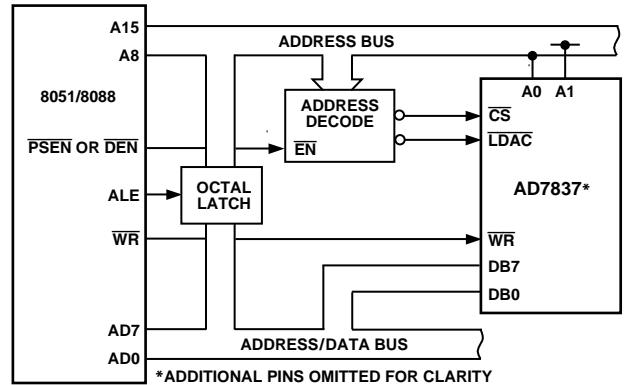 A15
A8
8051/8088
PSEN OR DEN
ALE
WR
AD7
AD0
ADDRESS BUS
ADDRESS
DECODE
EN
OCTAL
LATCH
A0 A1
CS
LDAC
AD7837*
WR
DB7
DB0
ADDRESS/DATA BUS
*ADDITIONAL PINS OMITTED FOR CLARITY